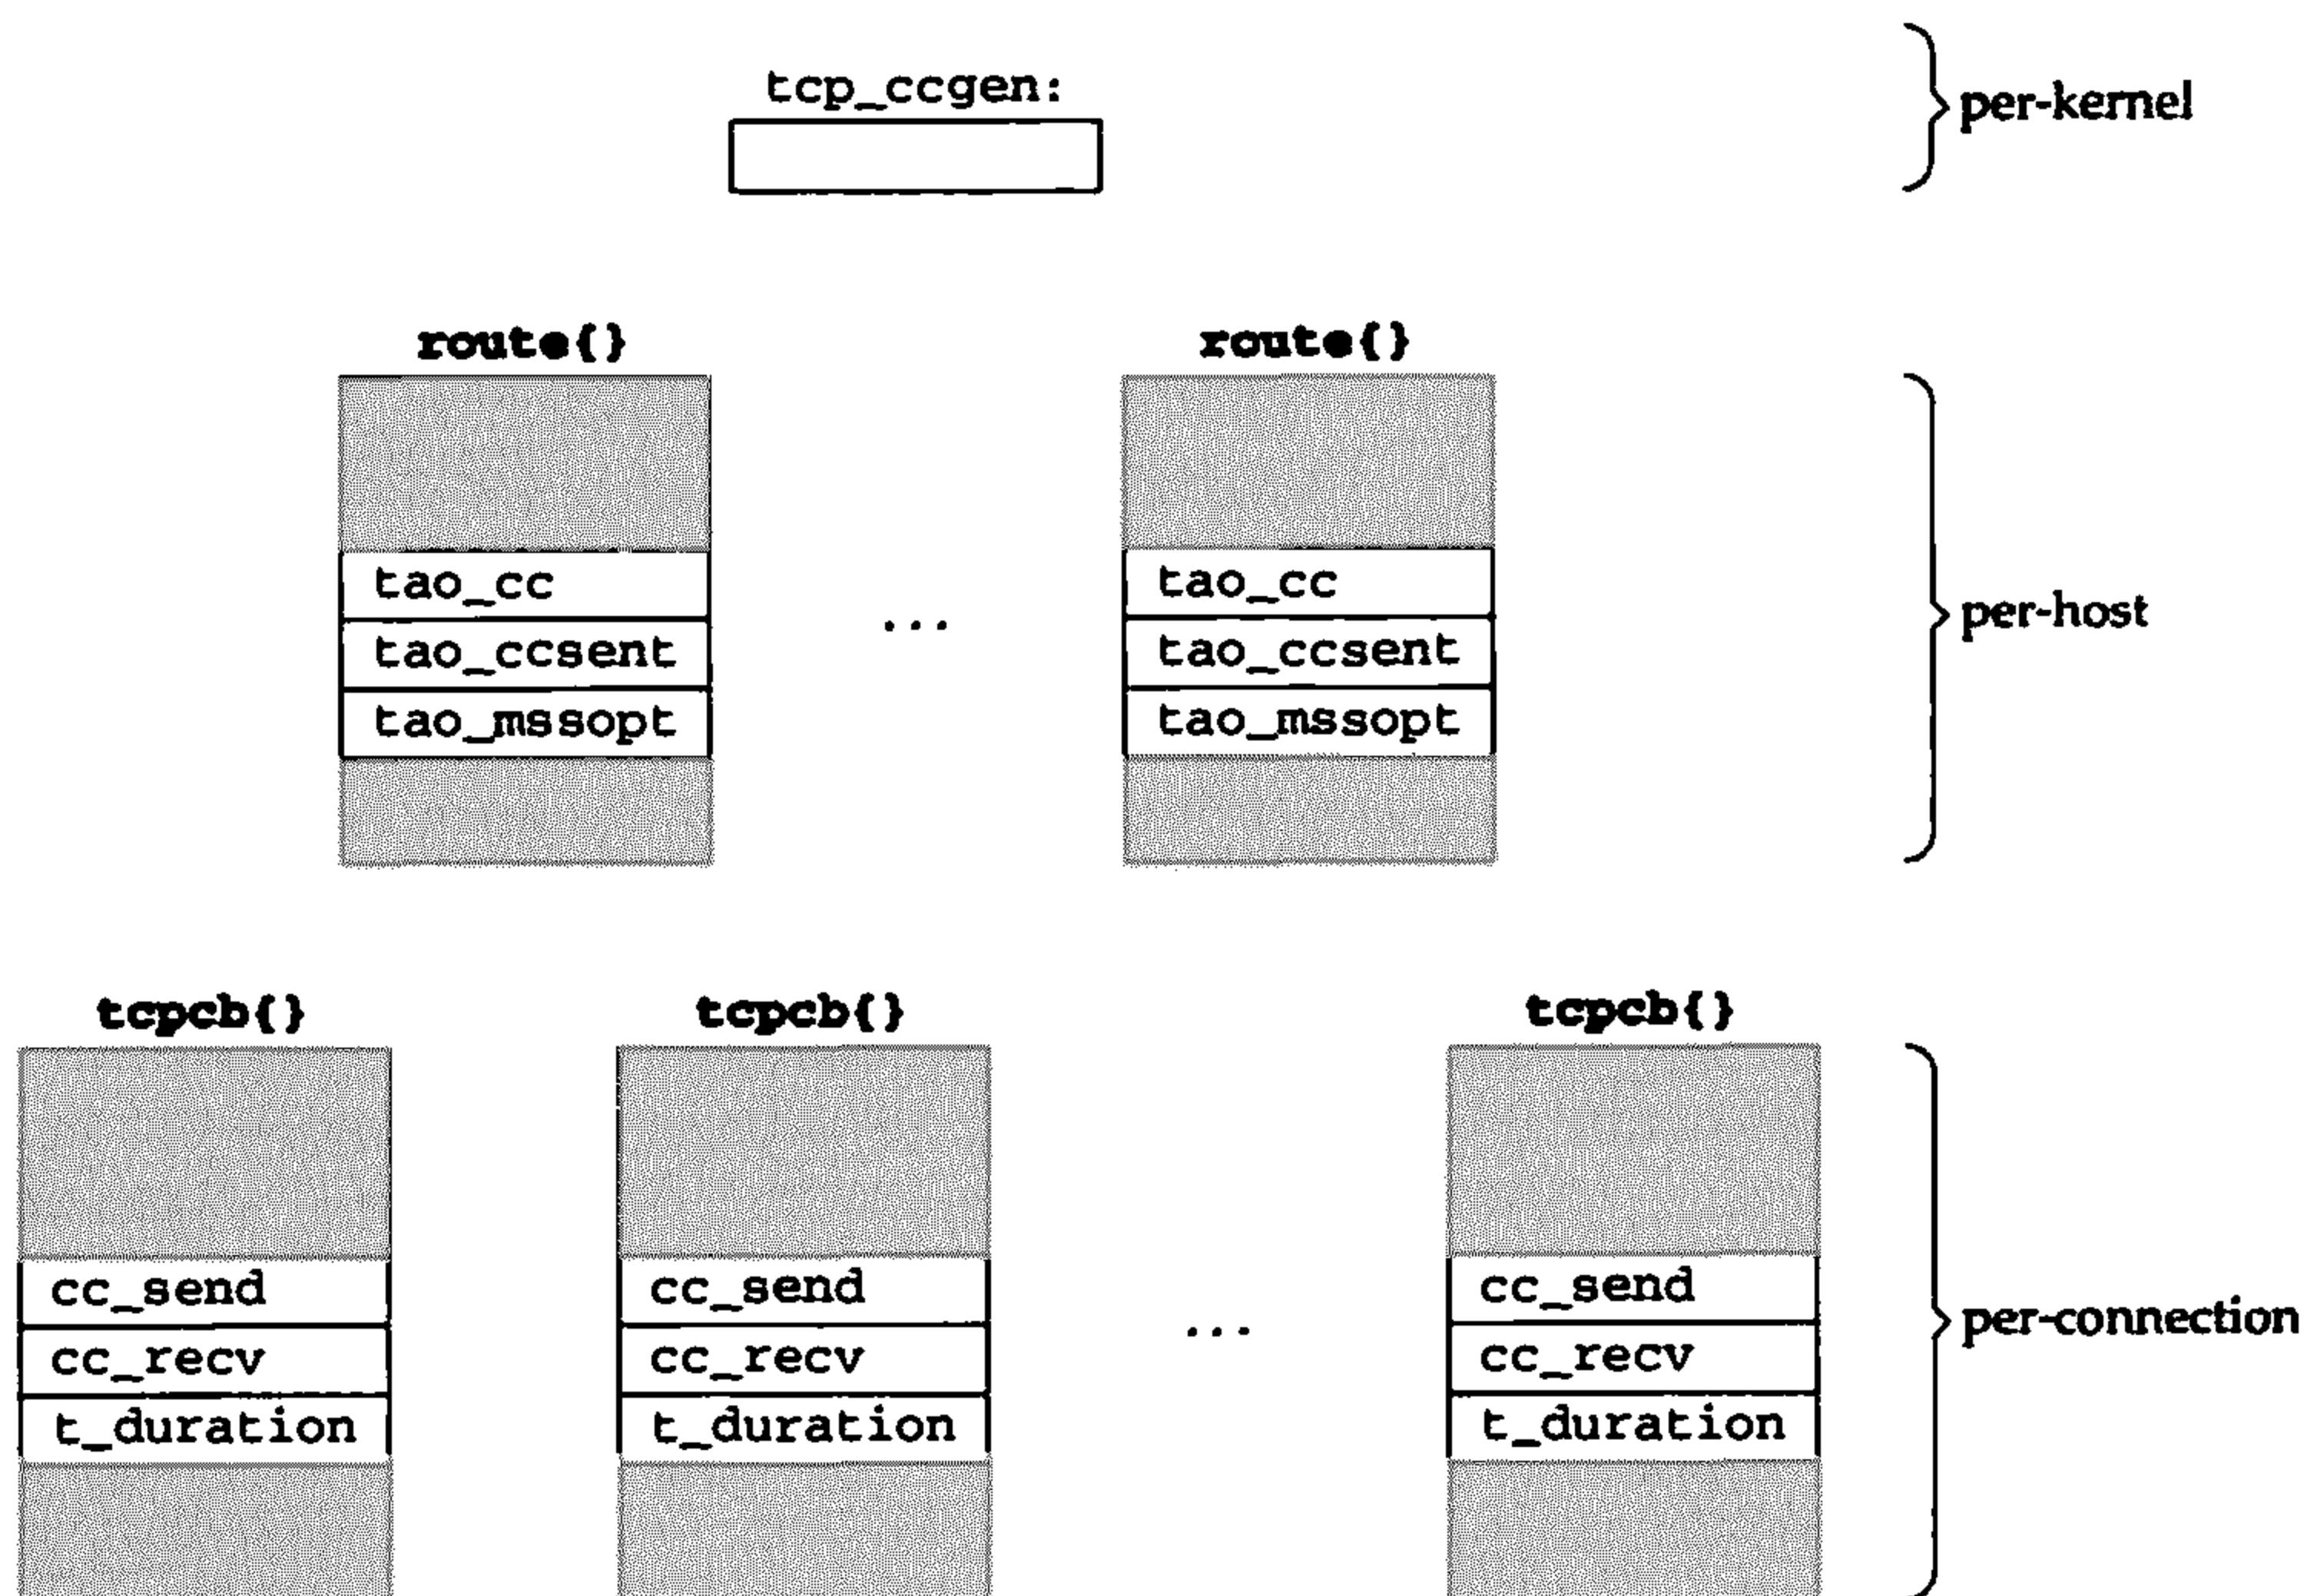 tcp_ccgen:
per-kernel
route{}
route{}
tao_cc
tao_ccsent
tao_mssopt
...
tao_cc
tao_ccsent
tao_mssopt
per-host
tcpcb{}
tcpcb{}
tcpcb{}
cc_send
cc_recv
t_duration
cc_send
cc_recv
t_duration
...
cc_send
cc_recv
t_duration
per-connection